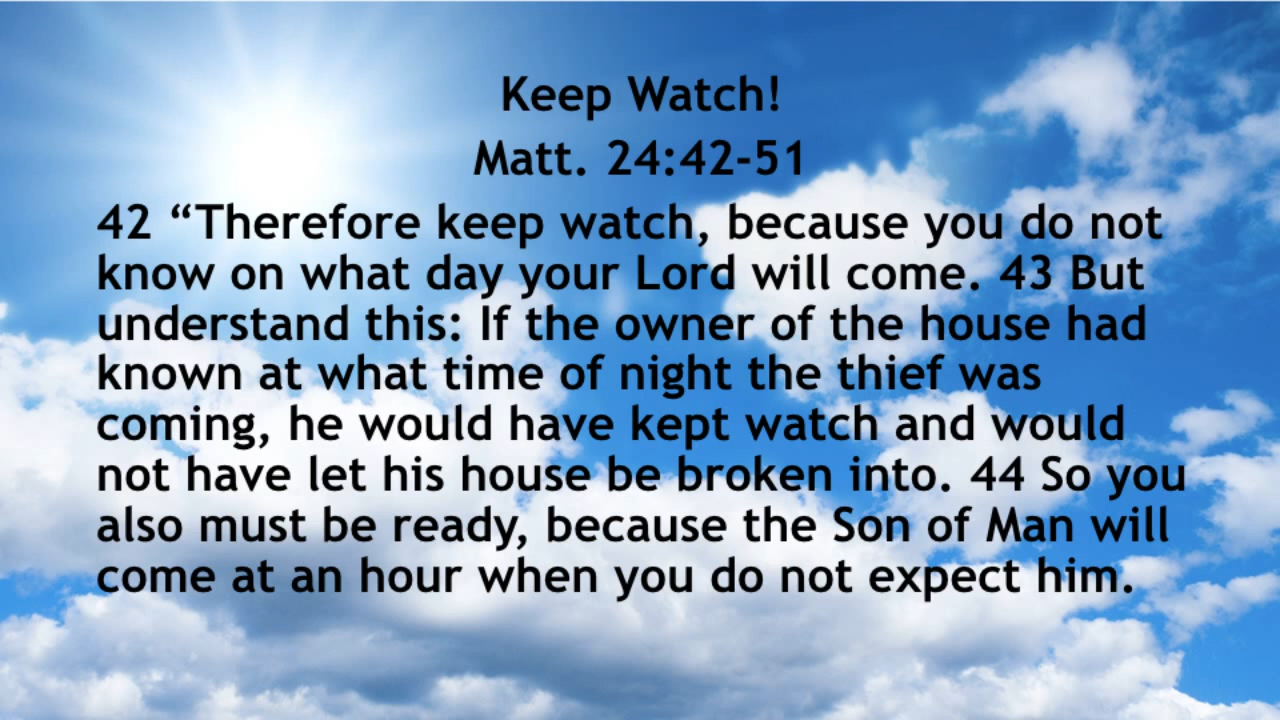 Keep Watch!
Matt. 24:42-51
42 “Therefore keep watch, because you do not
know on what day your Lord will come. 43 But
understand this: If the owner of the house had
known at what time of night the thief was
coming, he would have kept watch and would
not have let his house be broken into. 44 So you
also must be ready, because the Son of Man will
come at an hour when you do not expect him.